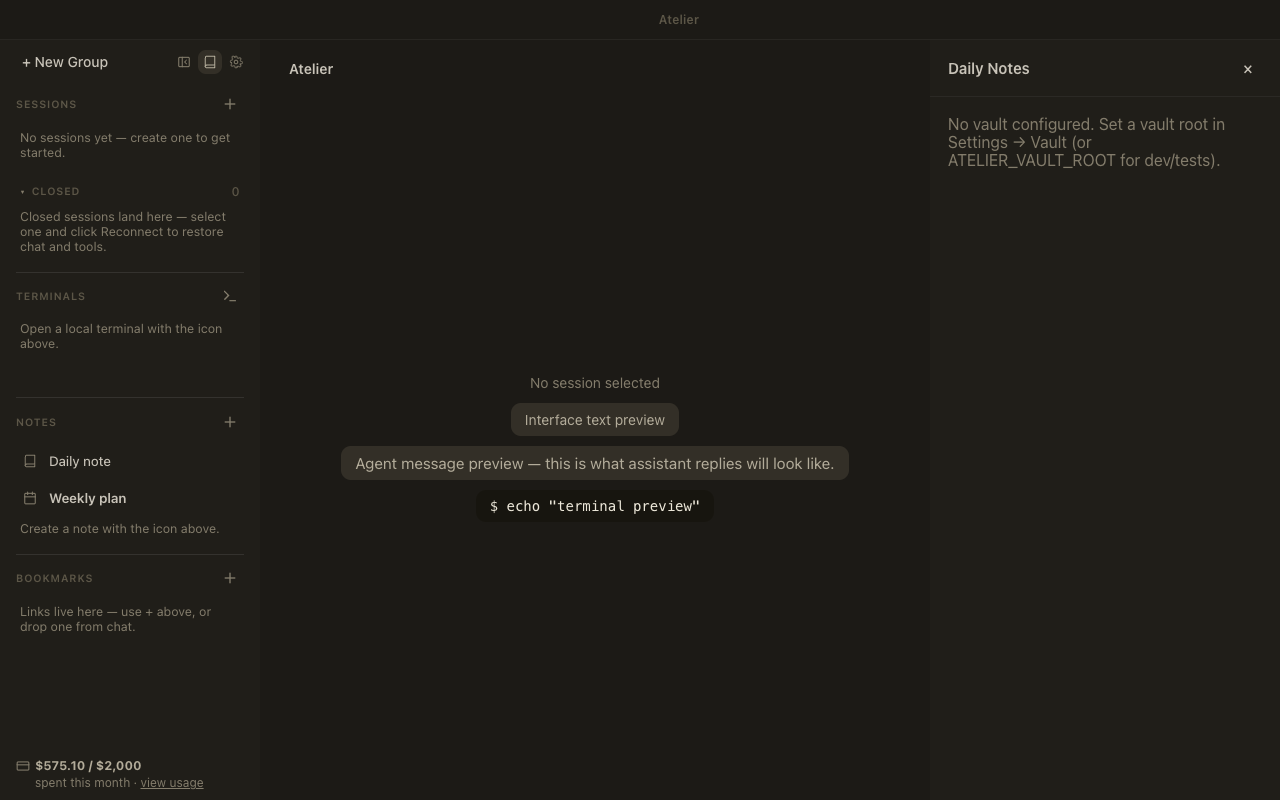 Atelier
+ New Group
SESSIONS
No sessions yet — create one to get
started.
CLOSED 0
Closed sessions land here — select
one and click Reconnect to restore
chat and tools.
TERMINALS
Open a local terminal with the icon
above.
NOTES
Daily note
Weekly plan
Create a note with the icon above.
BOOKMARKS
Links live here — use + above, or
drop one from chat.
$575.10 / $2,000
spent this month · view usage
Atelier
No session selected
Interface text preview
Agent message preview — this is what assistant replies will look like.
$ echo "terminal preview"
Daily Notes
No vault configured. Set a vault root in
Settings → Vault (or
ATELIER_VAULT_ROOT for dev/tests).